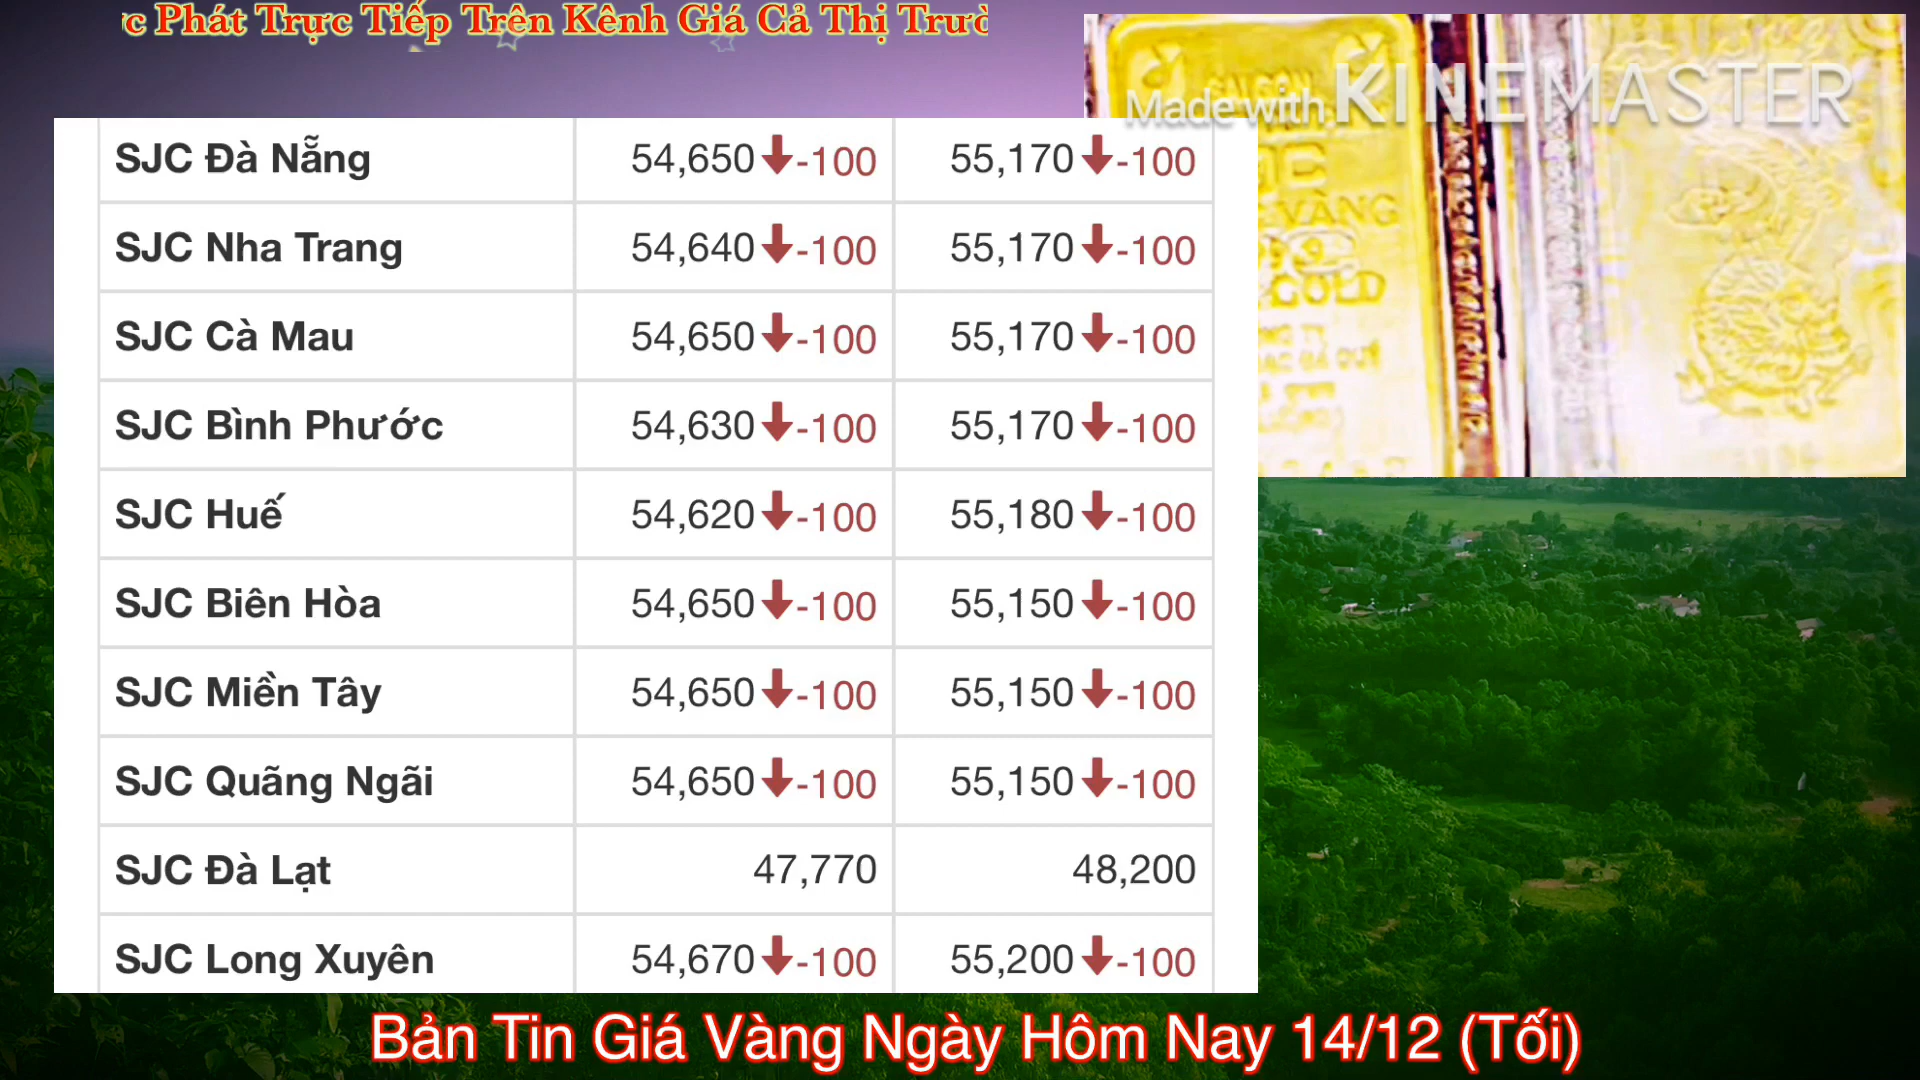 Phát Trực Tiếp Trên Kênh Giá Cả Thị
Made with KINEMASTER
SJC Đà Nẵng 54,650 -100 55,170 -100
SJC Nha Trang 54,640 -100 55,170 -100
SJC Cà Mau 54,650 -100 55,170 -100
SJC Bình Phước 54,630 -100 55,170 -100
SJC Huế 54,620 -100 55,180 -100
SJC Biên Hòa 54,650 -100 55,150 -100
SJC Miền Tây 54,650 -100 55,150 -100
SJC Quãng Ngãi 54,650 -100 55,150 -100
SJC Đà Lạt 47,770 48,200
SJC Long Xuyên 54,670 -100 55,200 -100
VÀNG
GOLD
Bản Tin Giá Vàng Ngày Hôm Nay 14/12 (Tối)